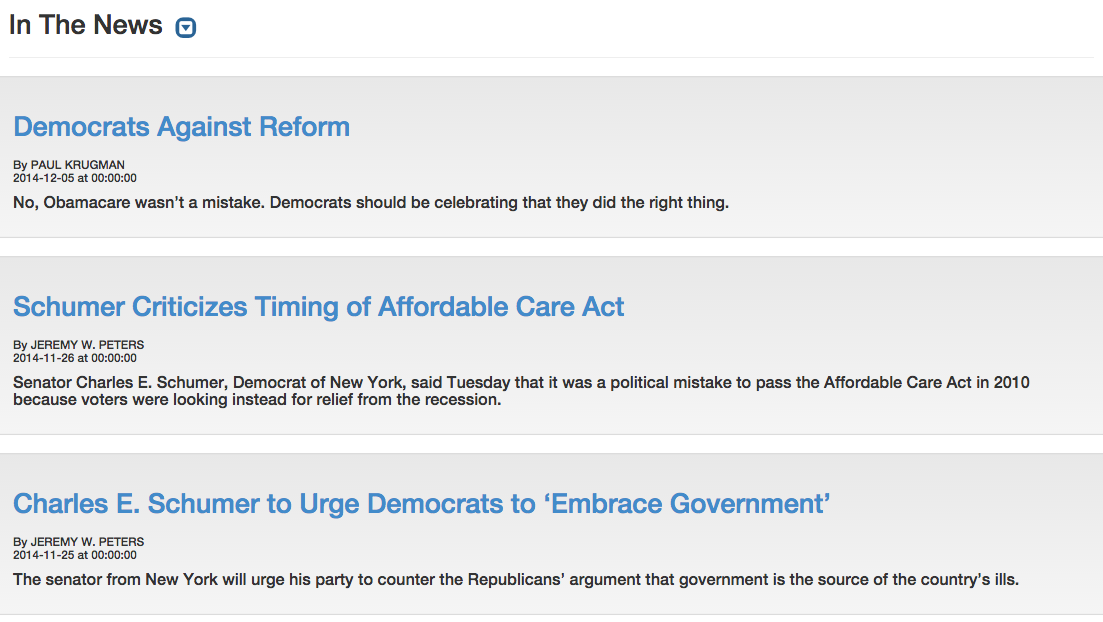 In The News
Democrats Against Reform
By PAUL KRUGMAN
2014-12-05 at 00:00:00
No, Obamacare wasn’t a mistake. Democrats should be celebrating that they did the right thing.
Schumer Criticizes Timing of Affordable Care Act
By JEREMY W. PETERS
2014-11-26 at 00:00:00
Senator Charles E. Schumer, Democrat of New York, said Tuesday that it was a political mistake to pass the Affordable Care Act in 2010
because voters were looking instead for relief from the recession.
Charles E. Schumer to Urge Democrats to ‘Embrace Government’
By JEREMY W. PETERS
2014-11-25 at 00:00:00
The senator from New York will urge his party to counter the Republicans’ argument that government is the source of the country’s ills.